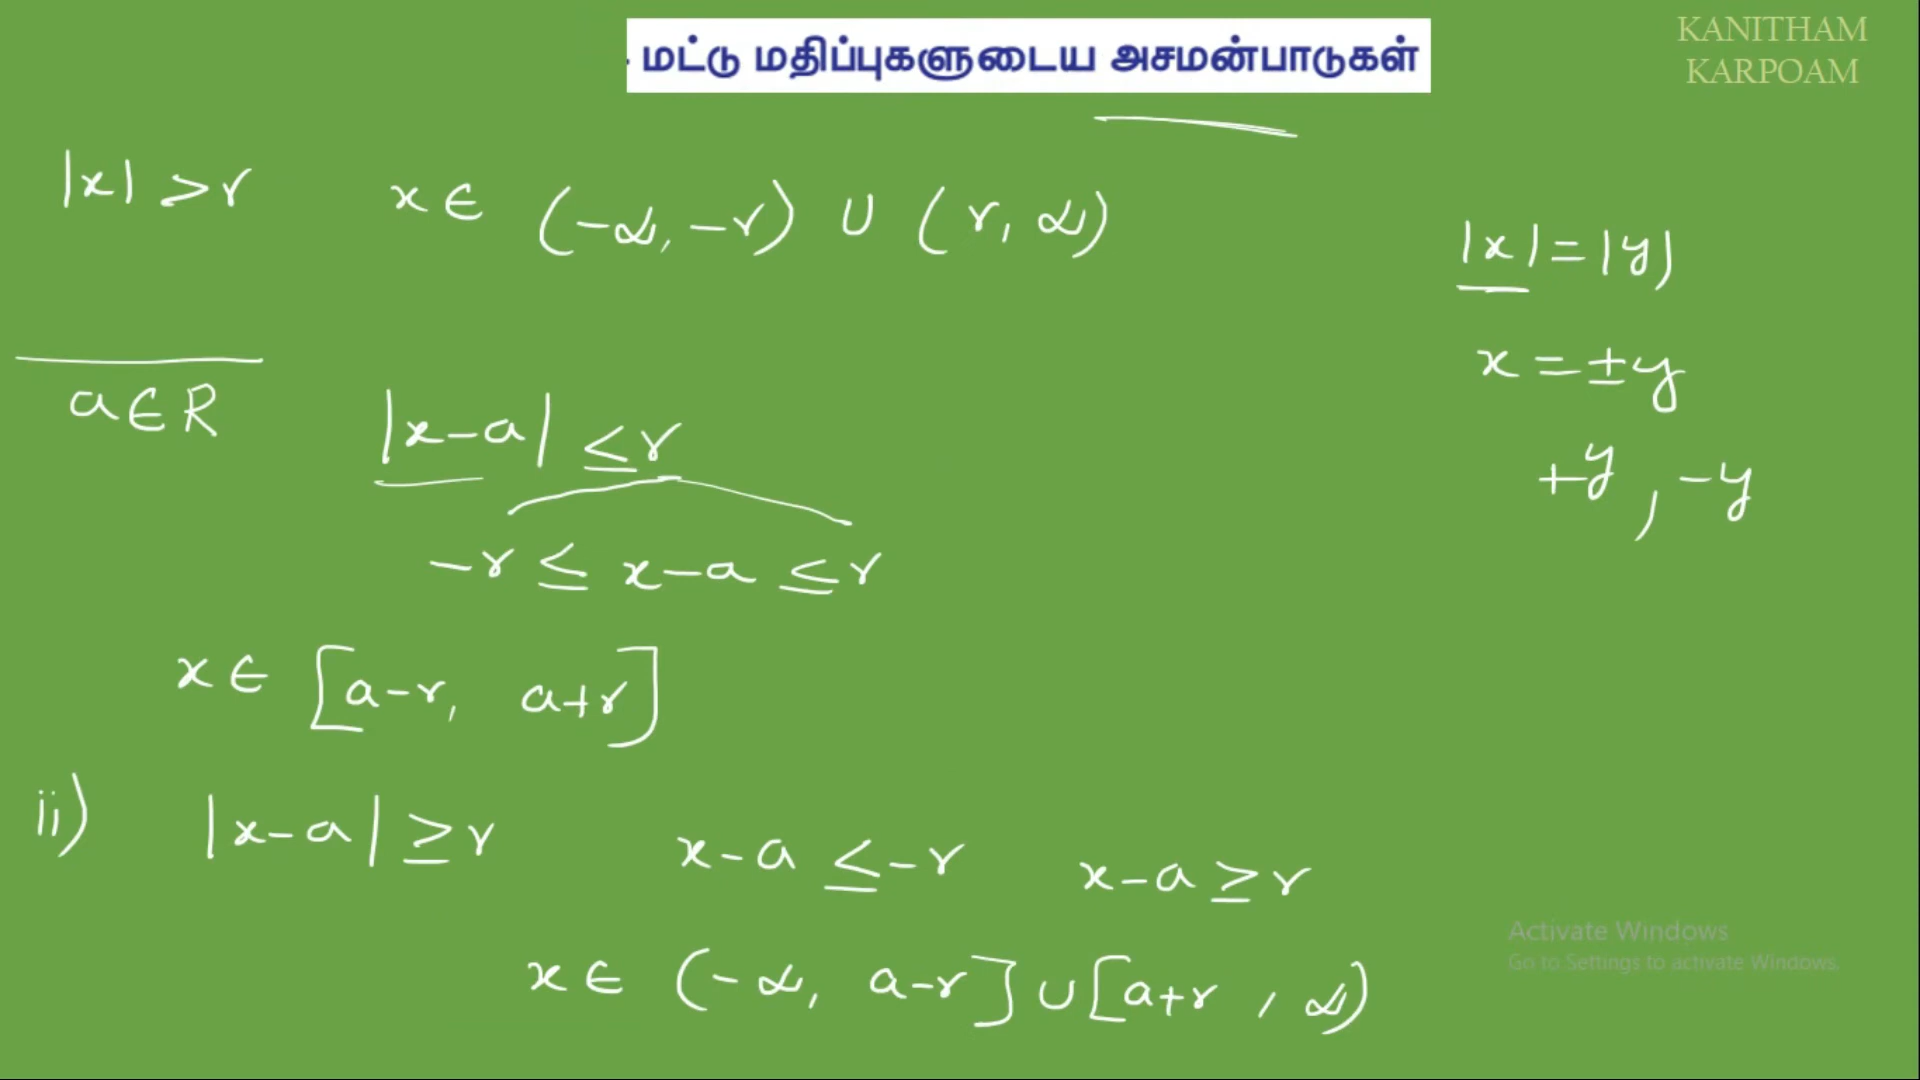 - மட்டு மதிப்புகளுடைய அசமன்பாடுகள்
KANITHAM
KARPOAM
|x| > r x ∈ (-∞, -r) ∪ (r, ∞)
|x| = |y|
x = ±y
+y, -y
a ∈ R |x-a| ≤ r
-r ≤ x-a ≤ r
x ∈ [a-r, a+r]
ii) |x-a| ≥ r x-a ≤ -r x-a ≥ r
x ∈ (-∞, a-r] ∪ [a+r, ∞)
Activate Windows
Go to Settings to activate Windows.